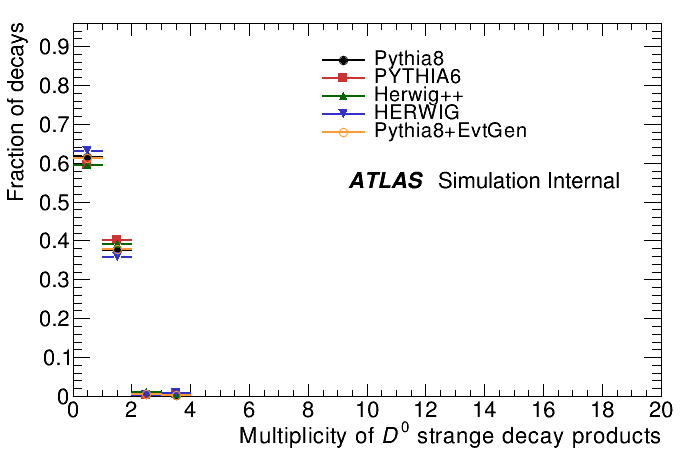 Fraction of decays
0.9
0.8
0.7
0.6
0.5
0.4
0.3
0.2
0.1
0
Pythia8
PYTHIA6
Herwig++
HERWIG
Pythia8+EvtGen
ATLAS Simulation Internal
0 2 4 6 8 10 12 14 16 18 20
Multiplicity of D⁰ strange decay products